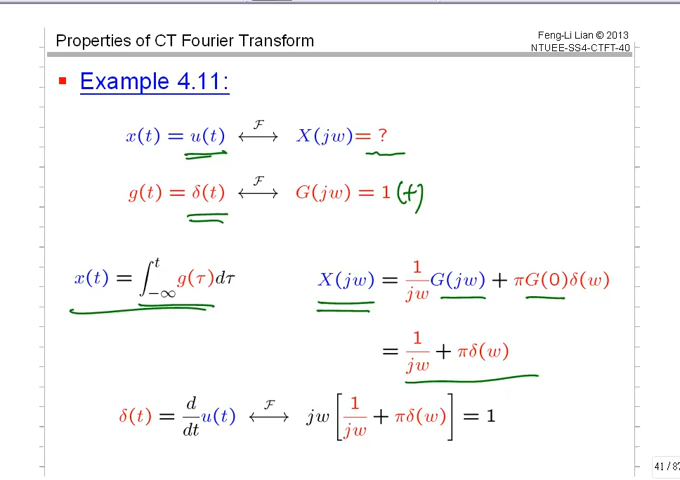 Properties of CT Fourier Transform
Feng-Li Lian © 2013
NTUEE-SS4-CTFT-40
Example 4.11:
x(t) = u(t) ⟷ℱ X(jw) = ?
g(t) = δ(t) ⟷ℱ G(jw) = 1 (+)
x(t) = ∫_{-∞}^{t} g(τ)dτ X(jw) = 1/jw G(jw) + πG(0)δ(w)
= 1/jw + πδ(w)
δ(t) = d/dt u(t) ⟷ℱ jw [1/jw + πδ(w)] = 1
41 / 87